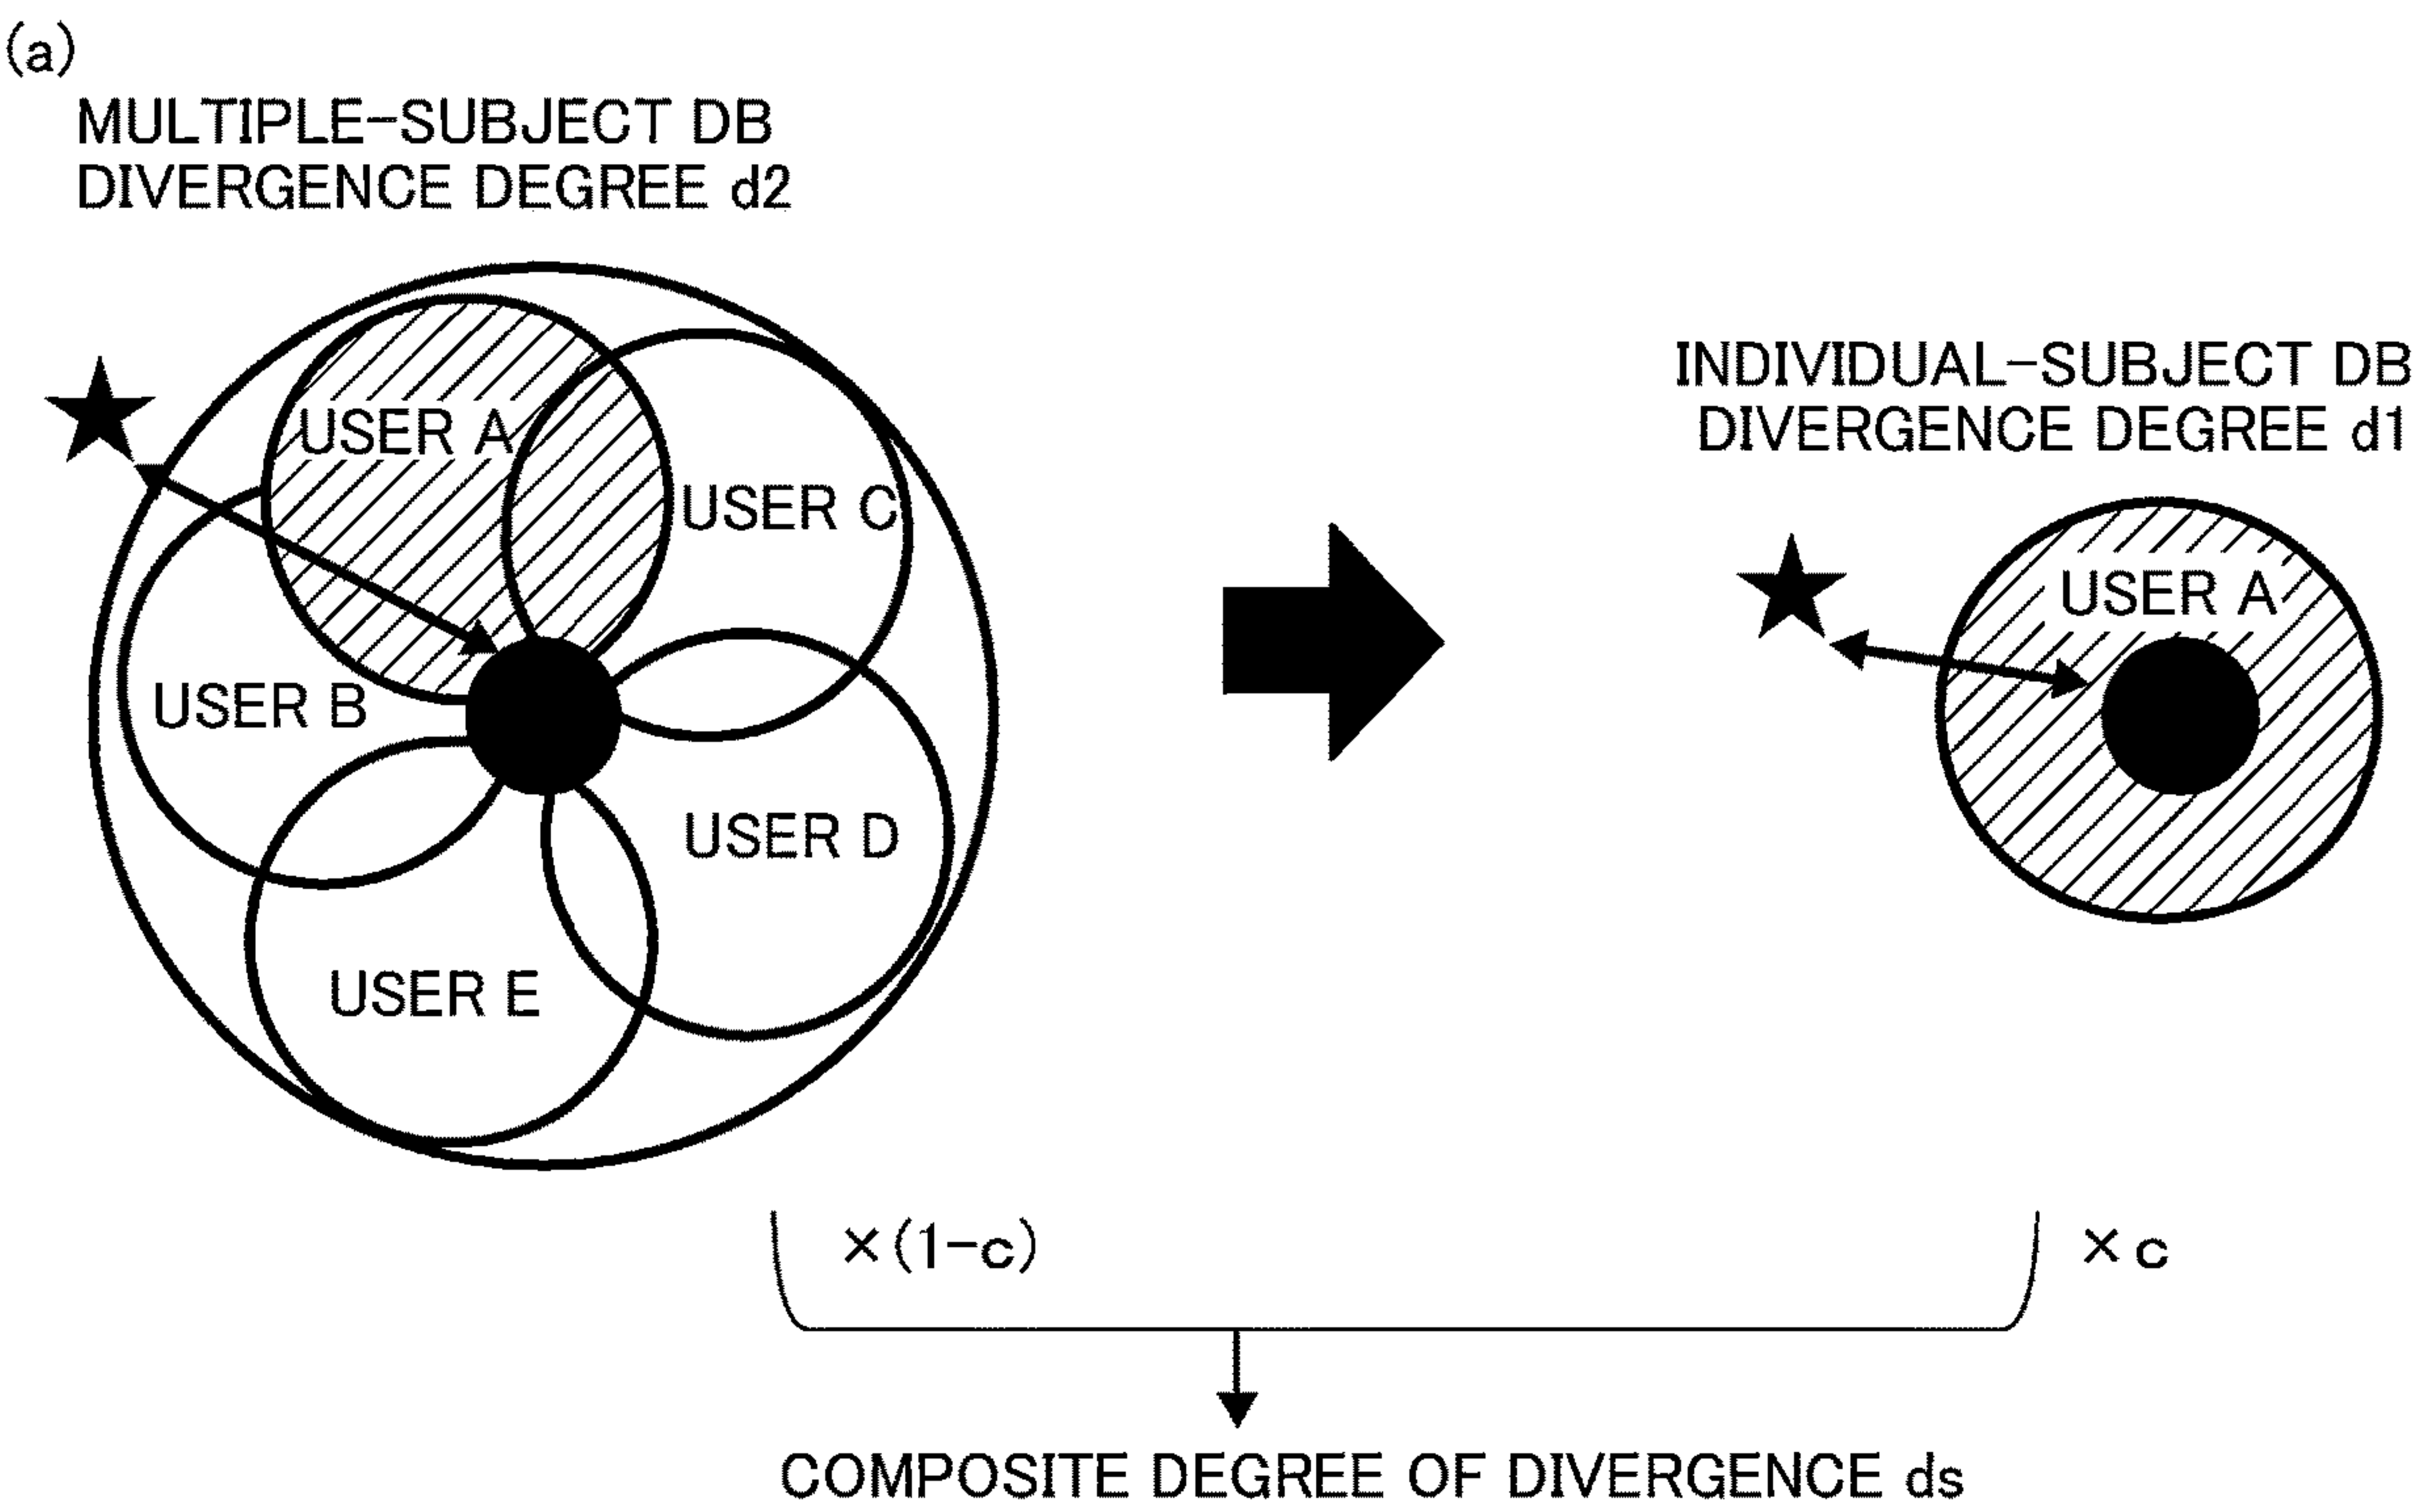 (a)
MULTIPLE-SUBJECT DB
DIVERGENCE DEGREE d2
INDIVIDUAL-SUBJECT DB
DIVERGENCE DEGREE d1
USER A
USER C
USER B
USER D
USER E
USER A
×(1-c)
×c
COMPOSITE DEGREE OF DIVERGENCE ds